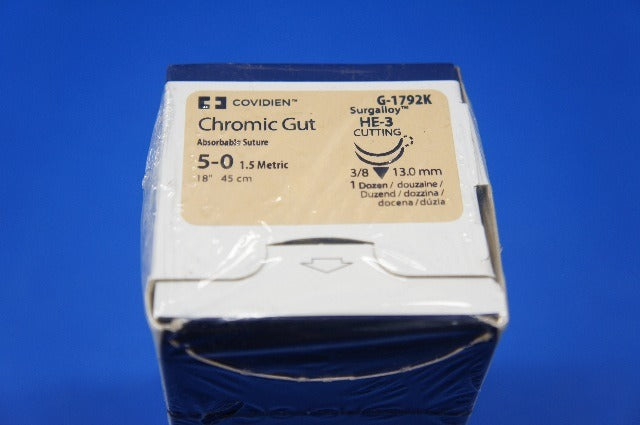 COVIDIEN™
Chromic Gut
Absorbable Suture
5-0 1.5 Metric
18" 45 cm
G-1792K
Surgalloy™
HE-3
CUTTING
3/8 13.0 mm
1 Dozen / douzaine /
Duzend / dozzina /
docena / dúzia